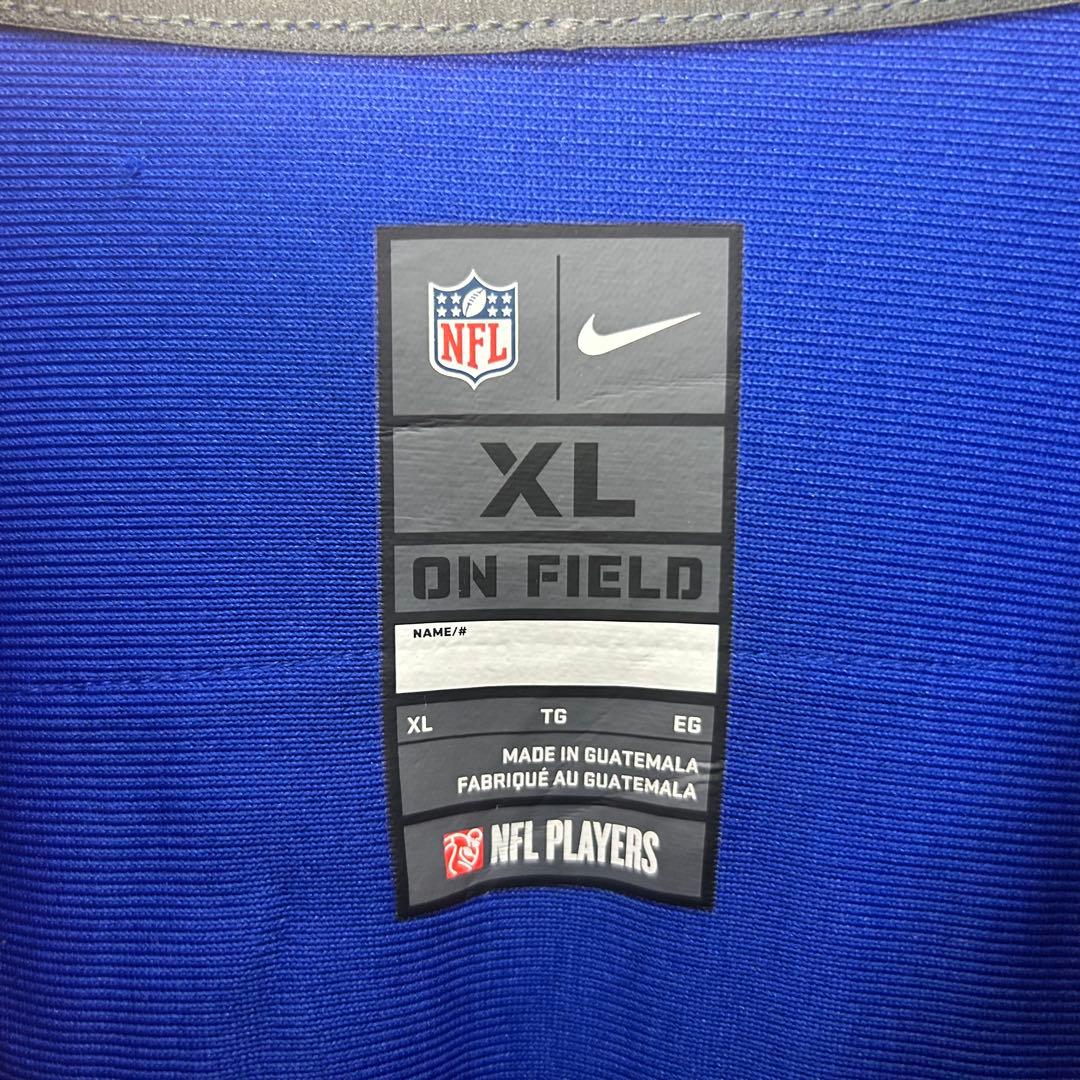 NFL
XL
ON FIELD
NAME/#
XL TG EG
MADE IN GUATEMALA
FABRIQUÉ AU GUATEMALA
NFL PLAYERS